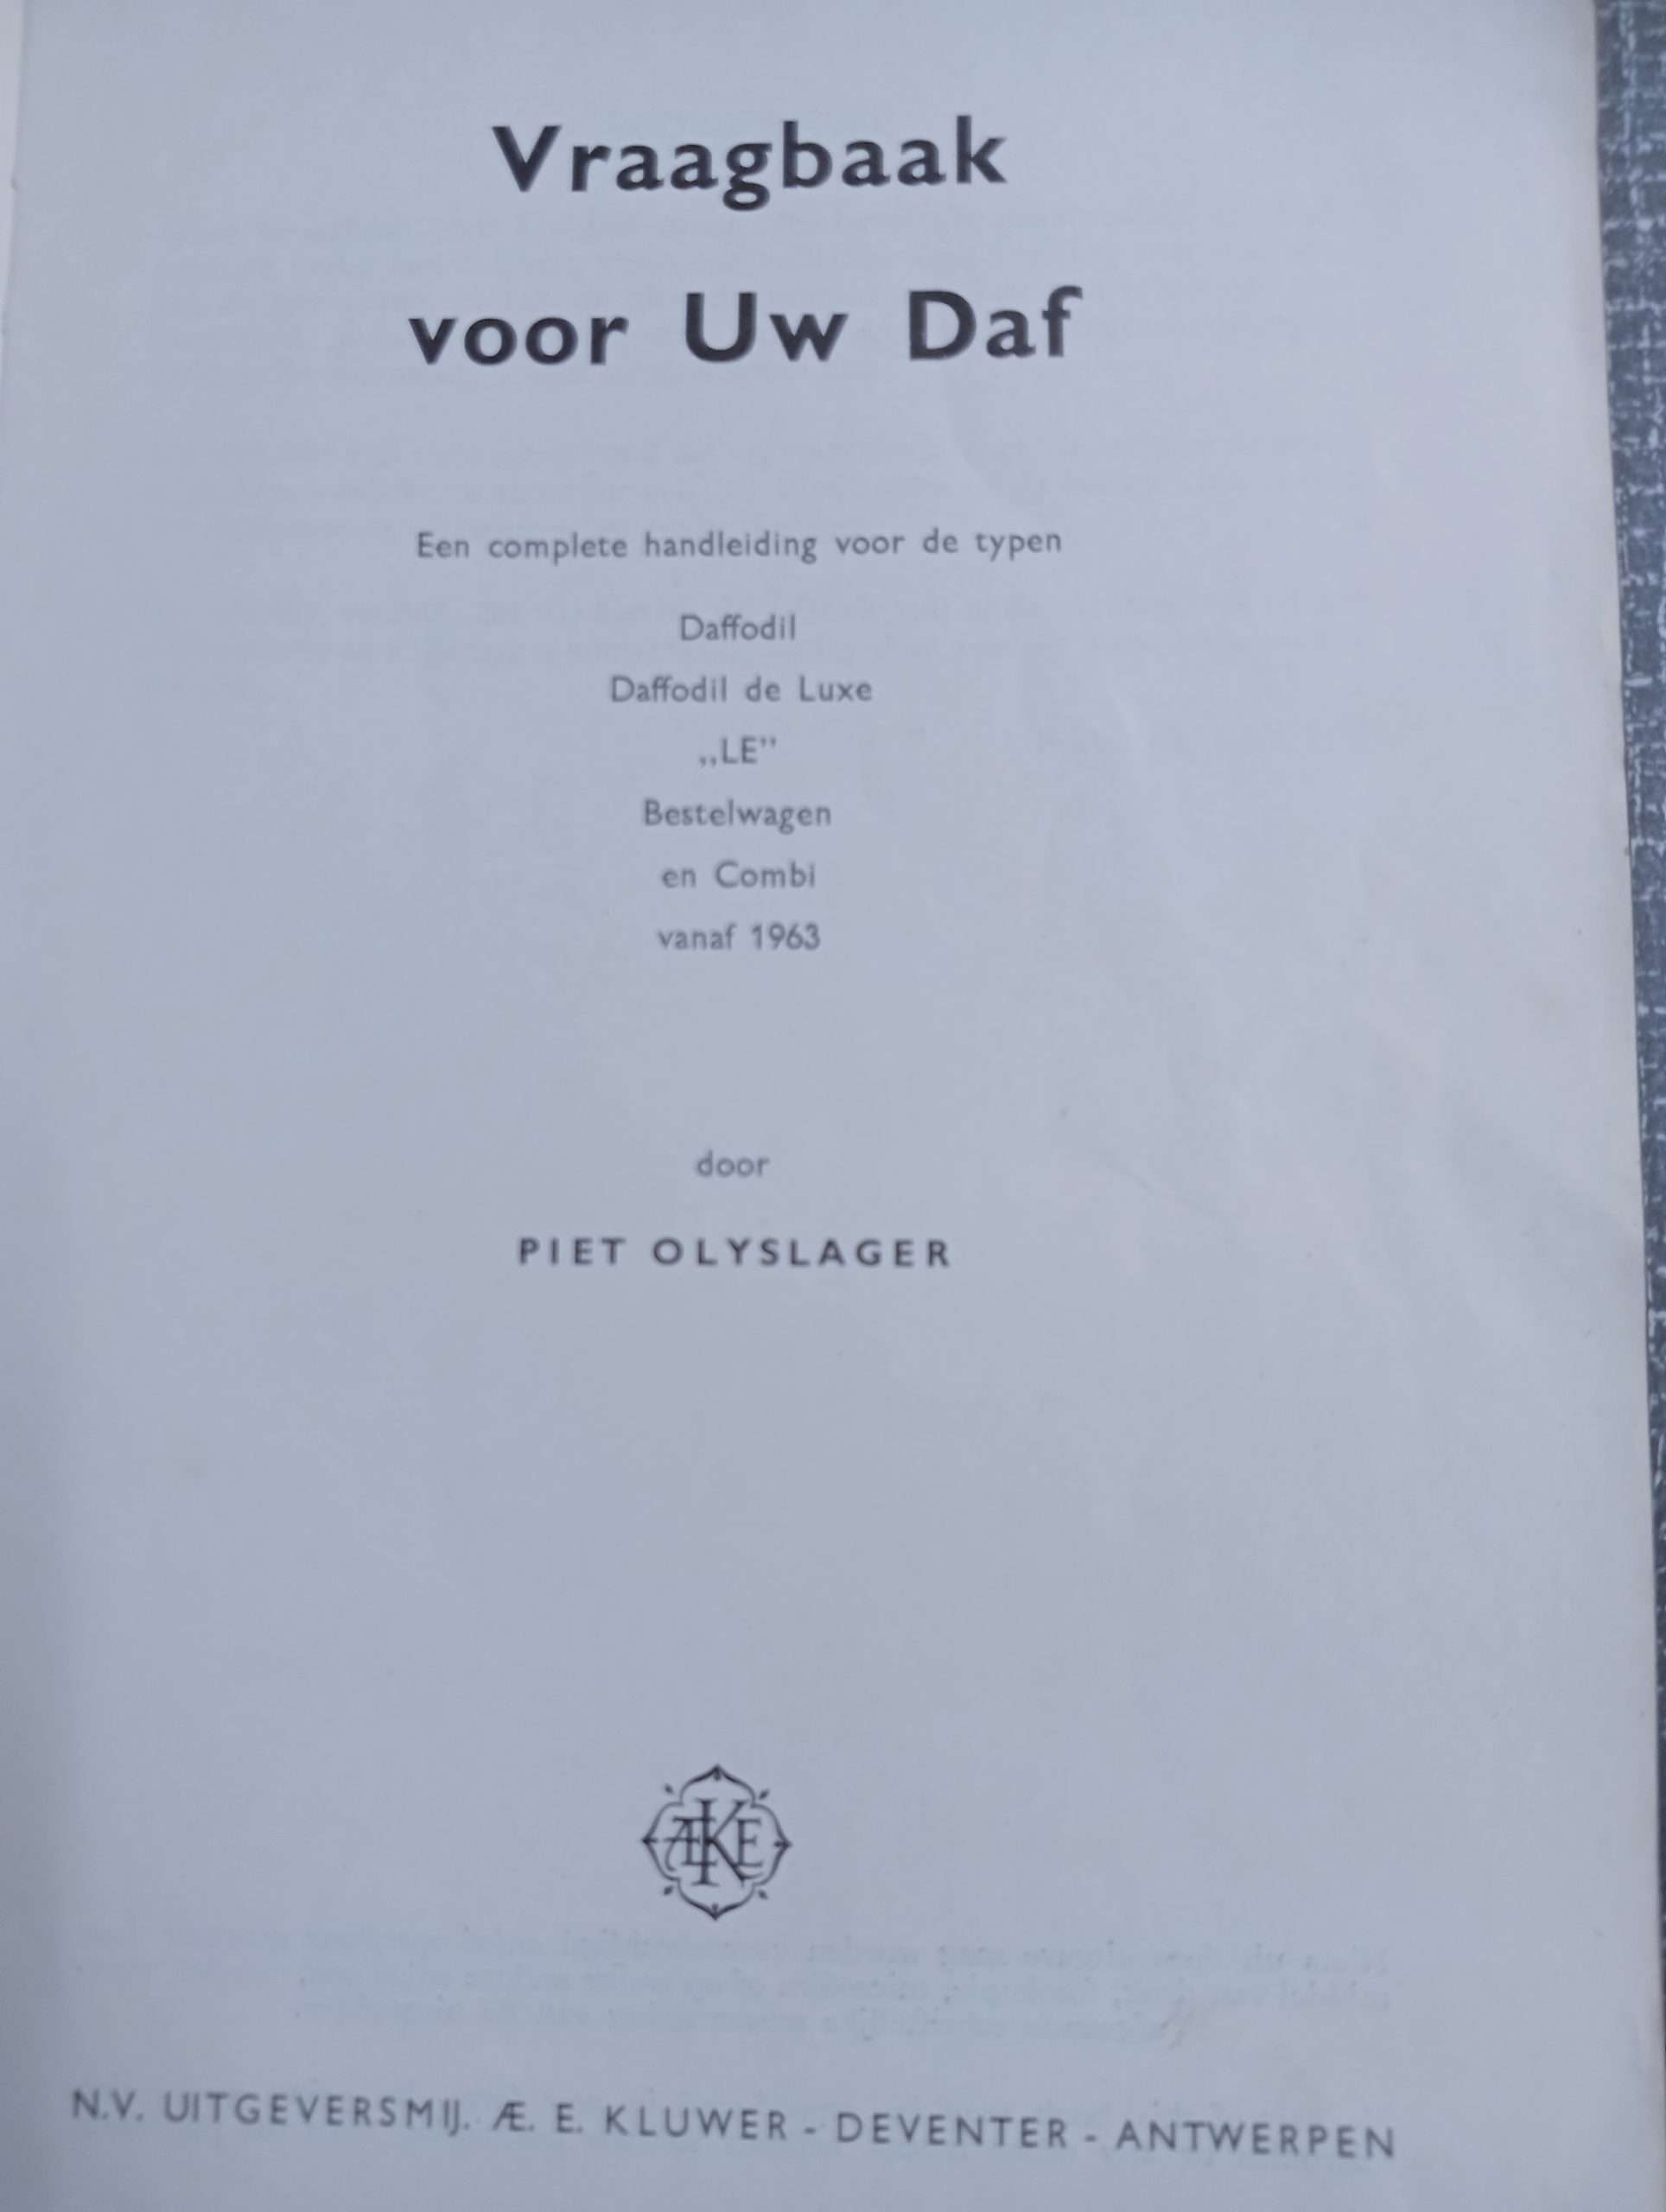 Vraagbaak
voor Uw Daf
Een complete handleiding voor de typen
Daffodil
Daffodil de Luxe
„LE”
Bestelwagen
en Combi
vanaf 1963
door
PIET OLYSLAGER
ÆKE
N.V. UITGEVERSMIJ. Æ. E. KLUWER - DEVENTER - ANTWERPEN